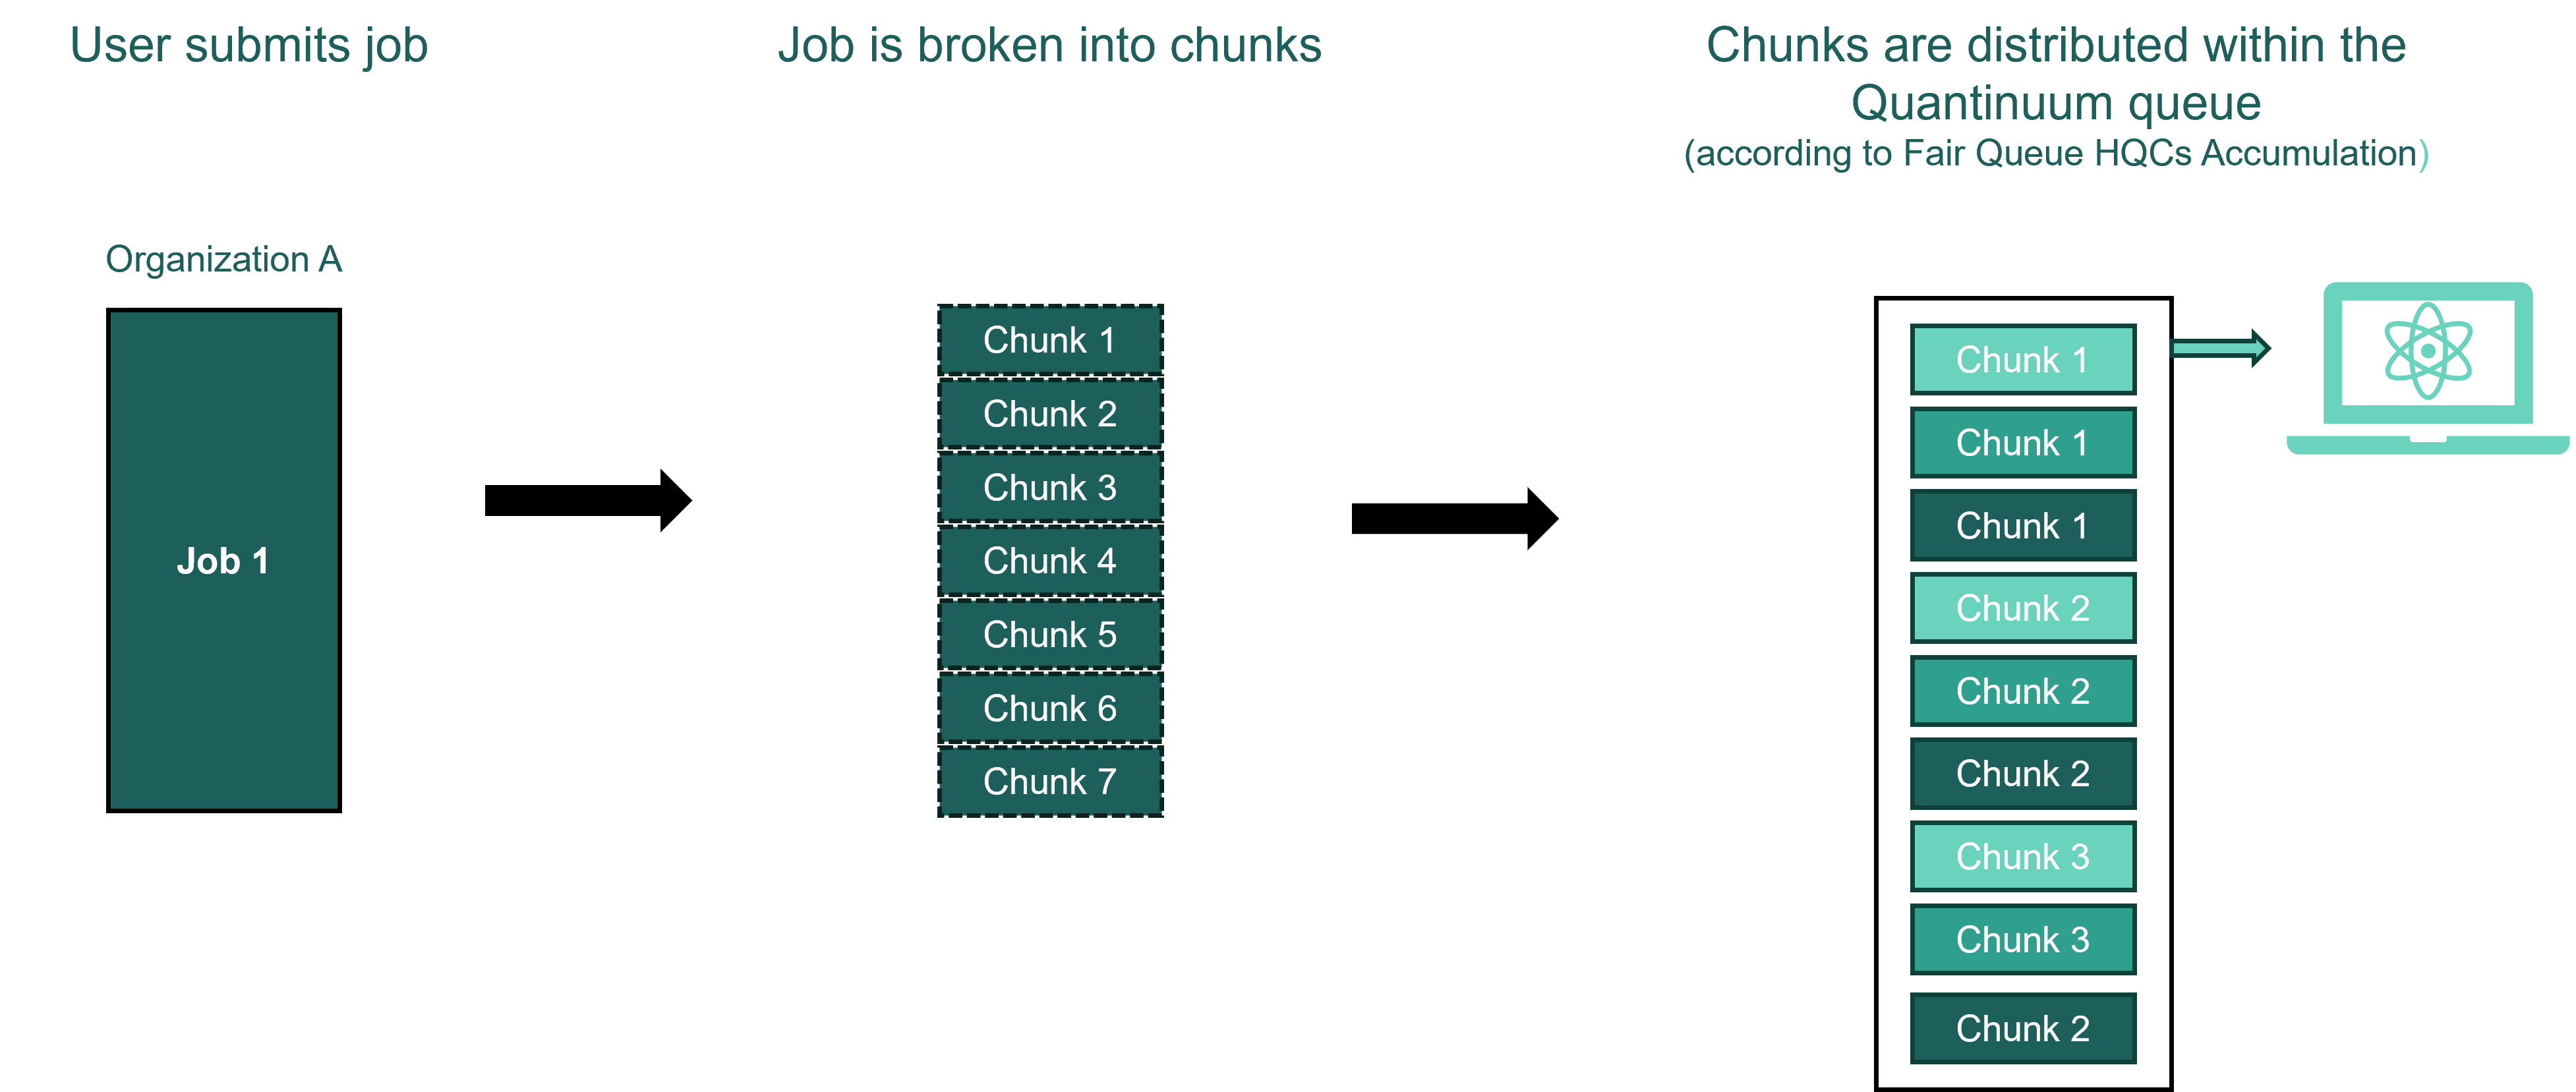 User submits job
Job is broken into chunks
Chunks are distributed within the
Quantinuum queue
(according to Fair Queue HQCs Accumulation)
Organization A
Job 1
Chunk 1
Chunk 2
Chunk 3
Chunk 4
Chunk 5
Chunk 6
Chunk 7
Chunk 1
Chunk 1
Chunk 1
Chunk 2
Chunk 2
Chunk 2
Chunk 3
Chunk 3
Chunk 2